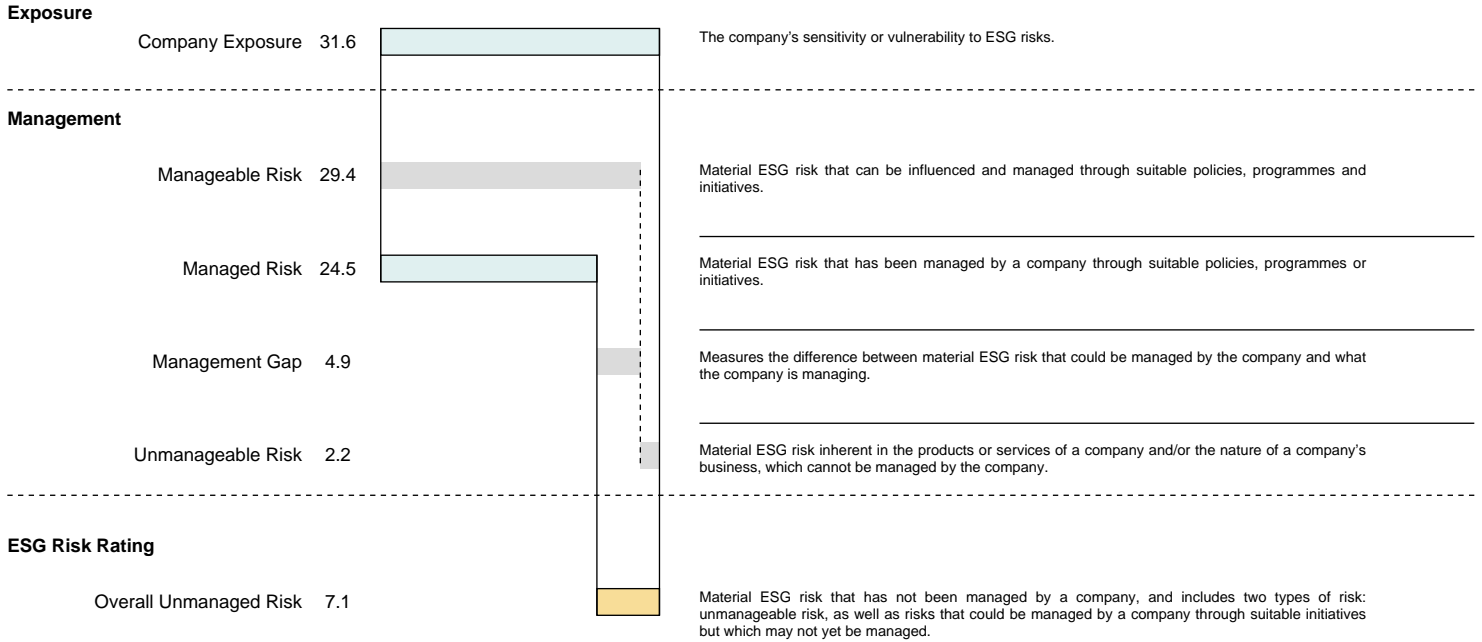 Exposure
Company Exposure 31.6
The company's sensitivity or vulnerability to ESG risks.
Management
Manageable Risk 29.4
Material ESG risk that can be influenced and managed through suitable policies, programmes and
initiatives.
Managed Risk 24.5
Material ESG risk that has been managed by a company through suitable policies, programmes or
initiatives.
Management Gap 4.9
Measures the difference between material ESG risk that could be managed by the company and what
the company is managing.
Unmanageable Risk 2.2
Material ESG risk inherent in the products or services of a company and/or the nature of a company's
business, which cannot be managed by the company.
ESG Risk Rating
Overall Unmanaged Risk 7.1
Material ESG risk that has not been managed by a company, and includes two types of risk:
unmanageable risk, as well as risks that could be managed by a company through suitable initiatives
but which may not yet be managed.